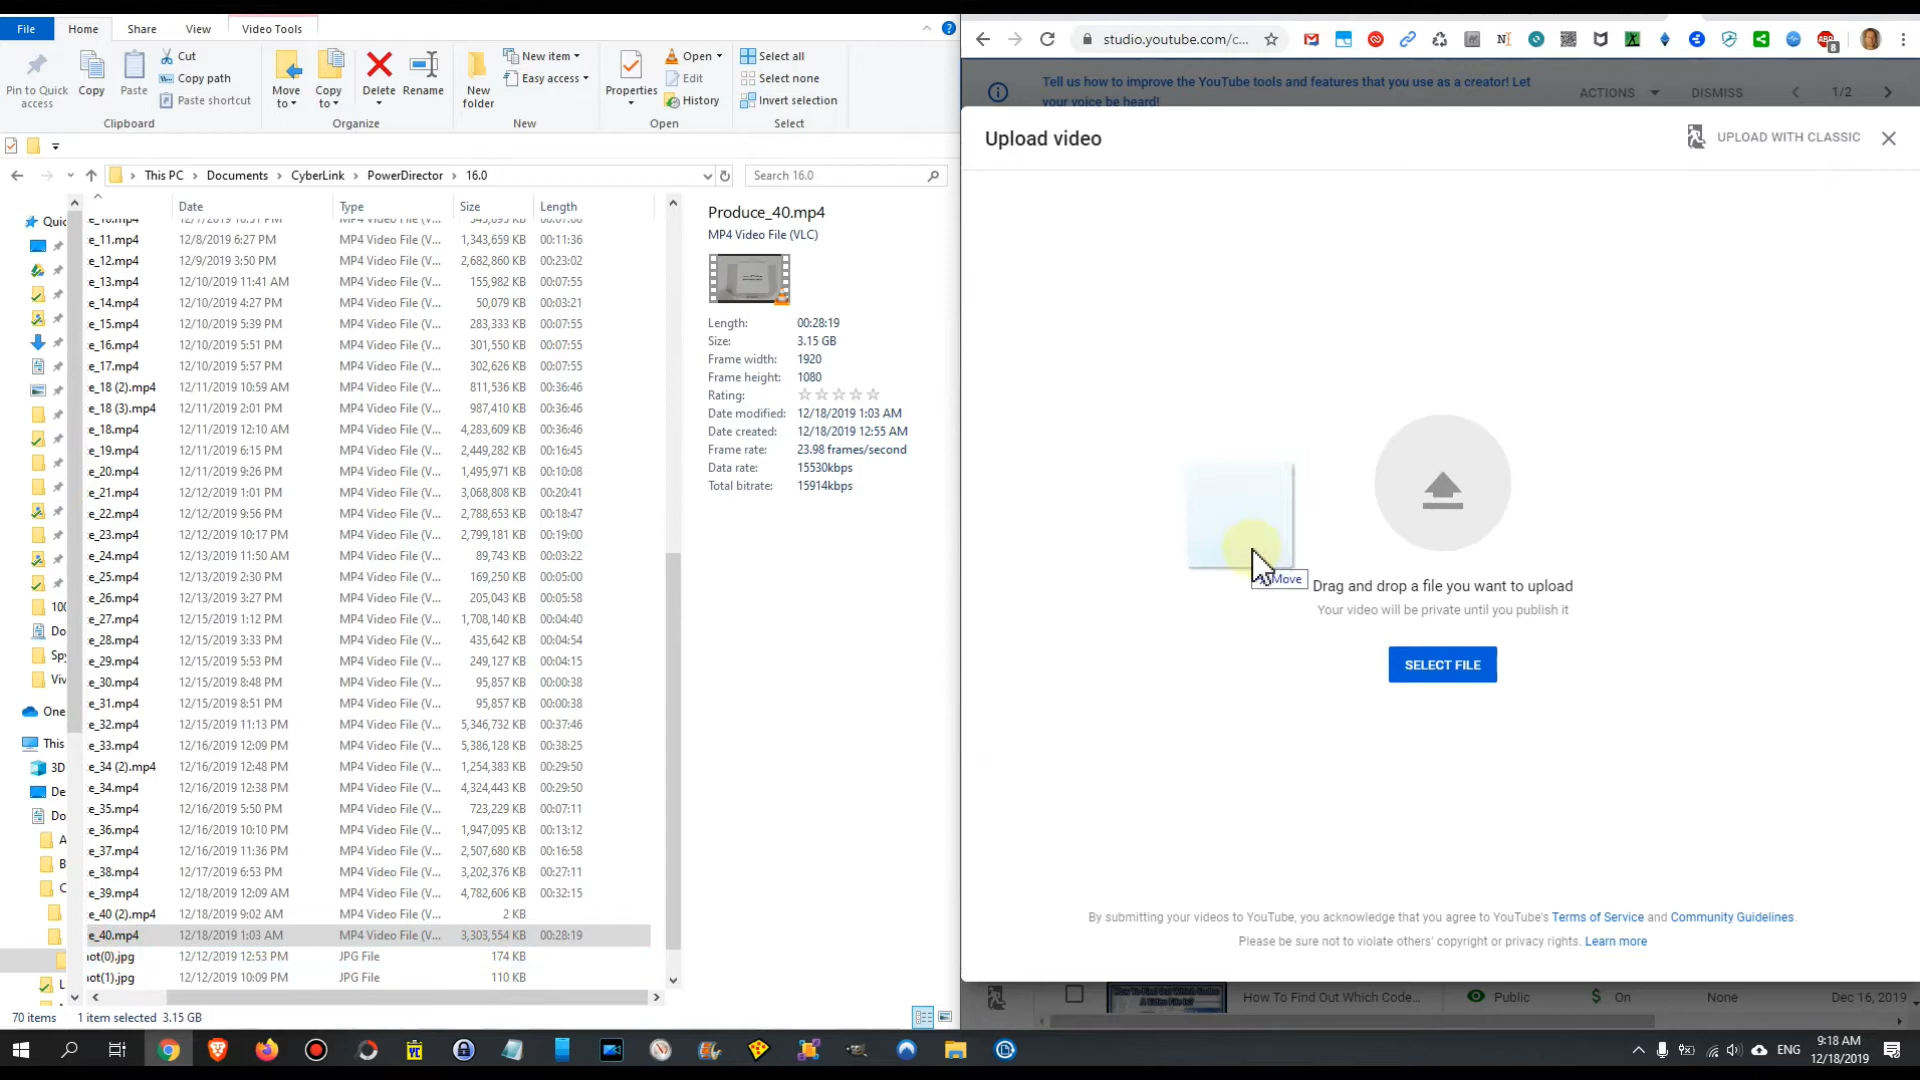 File Home Share View Video Tools
Pin to Quick access
Copy
Paste
Cut
Copy path
Paste shortcut
Clipboard
Move to
Copy to
Delete
Rename
Organize
New folder
New item
Easy access
New
Properties
Open
Edit
History
Open
Select all
Select none
Invert selection
Select
This PC > Documents > CyberLink > PowerDirector > 16.0
Search 16.0
Date Type Size Length
e_11.mp4 12/8/2019 6:27 PM MP4 Video File (V... 1,343,659 KB 00:11:36
e_12.mp4 12/9/2019 3:50 PM MP4 Video File (V... 2,682,860 KB 00:23:02
e_13.mp4 12/10/2019 11:41 AM MP4 Video File (V... 155,982 KB 00:07:55
e_14.mp4 12/10/2019 4:27 PM MP4 Video File (V... 50,079 KB 00:03:21
e_15.mp4 12/10/2019 5:39 PM MP4 Video File (V... 283,333 KB 00:07:55
e_16.mp4 12/10/2019 5:51 PM MP4 Video File (V... 301,550 KB 00:07:55
e_17.mp4 12/10/2019 5:57 PM MP4 Video File (V... 302,626 KB 00:07:55
e_18 (2).mp4 12/11/2019 10:59 AM MP4 Video File (V... 811,536 KB 00:36:46
e_18 (3).mp4 12/11/2019 2:01 PM MP4 Video File (V... 987,410 KB 00:36:46
e_18.mp4 12/11/2019 12:10 AM MP4 Video File (V... 4,283,609 KB 00:36:46
e_19.mp4 12/11/2019 6:15 PM MP4 Video File (V... 2,449,282 KB 00:16:45
e_20.mp4 12/11/2019 9:26 PM MP4 Video File (V... 1,495,971 KB 00:10:08
e_21.mp4 12/12/2019 1:01 PM MP4 Video File (V... 3,068,808 KB 00:20:41
e_22.mp4 12/12/2019 9:56 PM MP4 Video File (V... 2,788,653 KB 00:18:47
e_23.mp4 12/12/2019 10:17 PM MP4 Video File (V... 2,799,181 KB 00:19:00
e_24.mp4 12/13/2019 11:50 AM MP4 Video File (V... 89,743 KB 00:03:22
e_25.mp4 12/13/2019 2:30 PM MP4 Video File (V... 169,250 KB 00:05:00
e_26.mp4 12/13/2019 3:27 PM MP4 Video File (V... 205,043 KB 00:05:58
e_27.mp4 12/15/2019 1:12 PM MP4 Video File (V... 1,708,140 KB 00:04:40
e_28.mp4 12/15/2019 3:33 PM MP4 Video File (V... 435,642 KB 00:04:54
e_29.mp4 12/15/2019 5:53 PM MP4 Video File (V... 249,127 KB 00:04:15
e_30.mp4 12/15/2019 8:48 PM MP4 Video File (V... 95,857 KB 00:00:38
e_31.mp4 12/15/2019 8:51 PM MP4 Video File (V... 95,857 KB 00:00:38
e_32.mp4 12/15/2019 11:13 PM MP4 Video File (V... 5,346,732 KB 00:37:46
e_33.mp4 12/16/2019 12:09 PM MP4 Video File (V... 5,386,128 KB 00:38:25
e_34 (2).mp4 12/16/2019 12:48 PM MP4 Video File (V... 1,254,383 KB 00:29:50
e_34.mp4 12/16/2019 12:38 PM MP4 Video File (V... 4,324,443 KB 00:29:50
e_35.mp4 12/16/2019 5:50 PM MP4 Video File (V... 723,229 KB 00:07:11
e_36.mp4 12/16/2019 10:10 PM MP4 Video File (V... 1,947,095 KB 00:13:12
e_37.mp4 12/16/2019 11:36 PM MP4 Video File (V... 2,507,680 KB 00:16:58
e_38.mp4 12/17/2019 6:53 PM MP4 Video File (V... 3,202,376 KB 00:27:11
e_39.mp4 12/18/2019 12:09 AM MP4 Video File (V... 4,782,606 KB 00:32:15
e_40 (2).mp4 12/18/2019 9:02 AM MP4 Video File (V... 2 KB
e_40.mp4 12/18/2019 1:03 AM MP4 Video File (V... 3,303,554 KB 00:28:19
ot(0).jpg 12/12/2019 12:53 PM JPG File 174 KB
ot(1).jpg 12/12/2019 10:09 PM JPG File 110 KB
Quic
100
Do
Spy
Viv
One
This
3D
De
Do
A
B
C
L
70 items 1 item selected 3.15 GB
Produce_40.mp4
MP4 Video File (VLC)
Length: 00:28:19
Size: 3.15 GB
Frame width: 1920
Frame height: 1080
Rating:
Date modified: 12/18/2019 1:03 AM
Date created: 12/18/2019 12:55 AM
Frame rate: 23.98 frames/second
Data rate: 15530kbps
Total bitrate: 15914kbps
studio.youtube.com/c...
Tell us how to improve the YouTube tools and features that you use as a creator! Let
your voice be heard!
ACTIONS DISMISS 1/2
Upload video
UPLOAD WITH CLASSIC
Move
Drag and drop a file you want to upload
Your video will be private until you publish it
SELECT FILE
By submitting your videos to YouTube, you acknowledge that you agree to YouTube's Terms of Service and Community Guidelines.
Please be sure not to violate others' copyright or privacy rights. Learn more
How To Find Out Which Codec A Video File Is?
How To Find Out Which Code... Public $ On None Dec 16, 2019
ENG
9:18 AM
12/18/2019